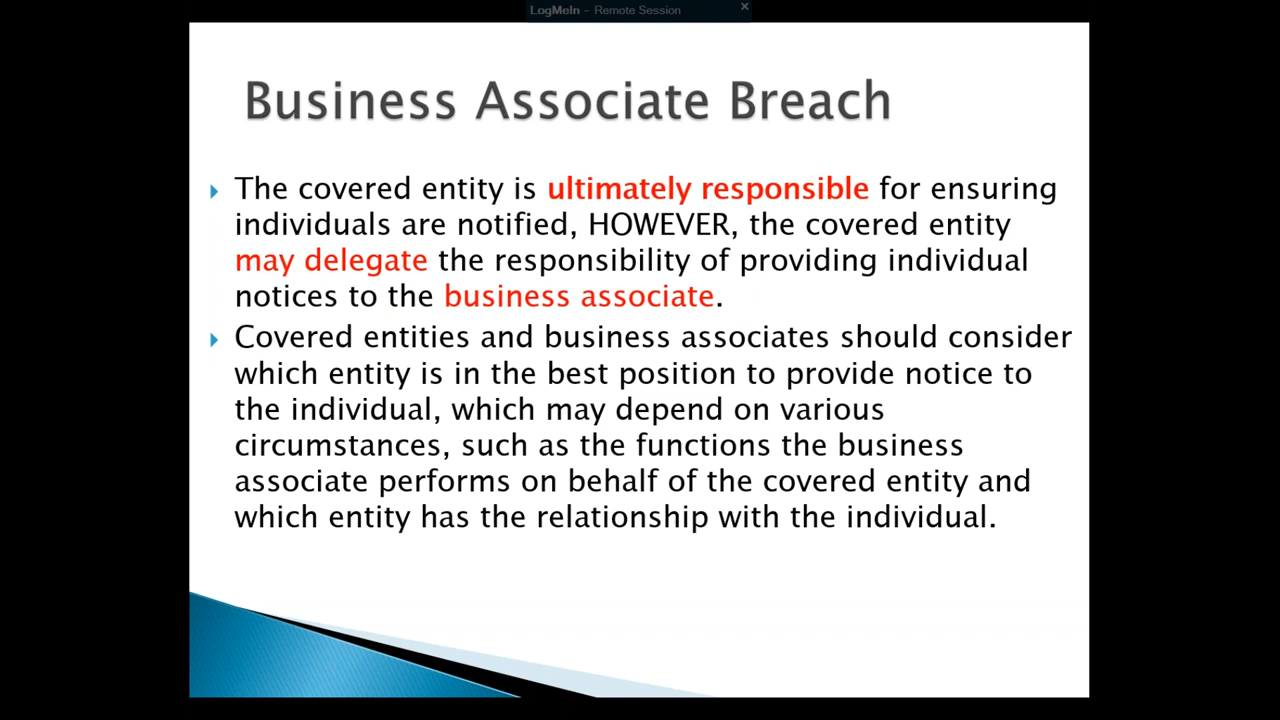 LogMeIn - Remote Session
Business Associate Breach
The covered entity is ultimately responsible for ensuring
individuals are notified, HOWEVER, the covered entity
may delegate the responsibility of providing individual
notices to the business associate.
Covered entities and business associates should consider
which entity is in the best position to provide notice to
the individual, which may depend on various
circumstances, such as the functions the business
associate performs on behalf of the covered entity and
which entity has the relationship with the individual.